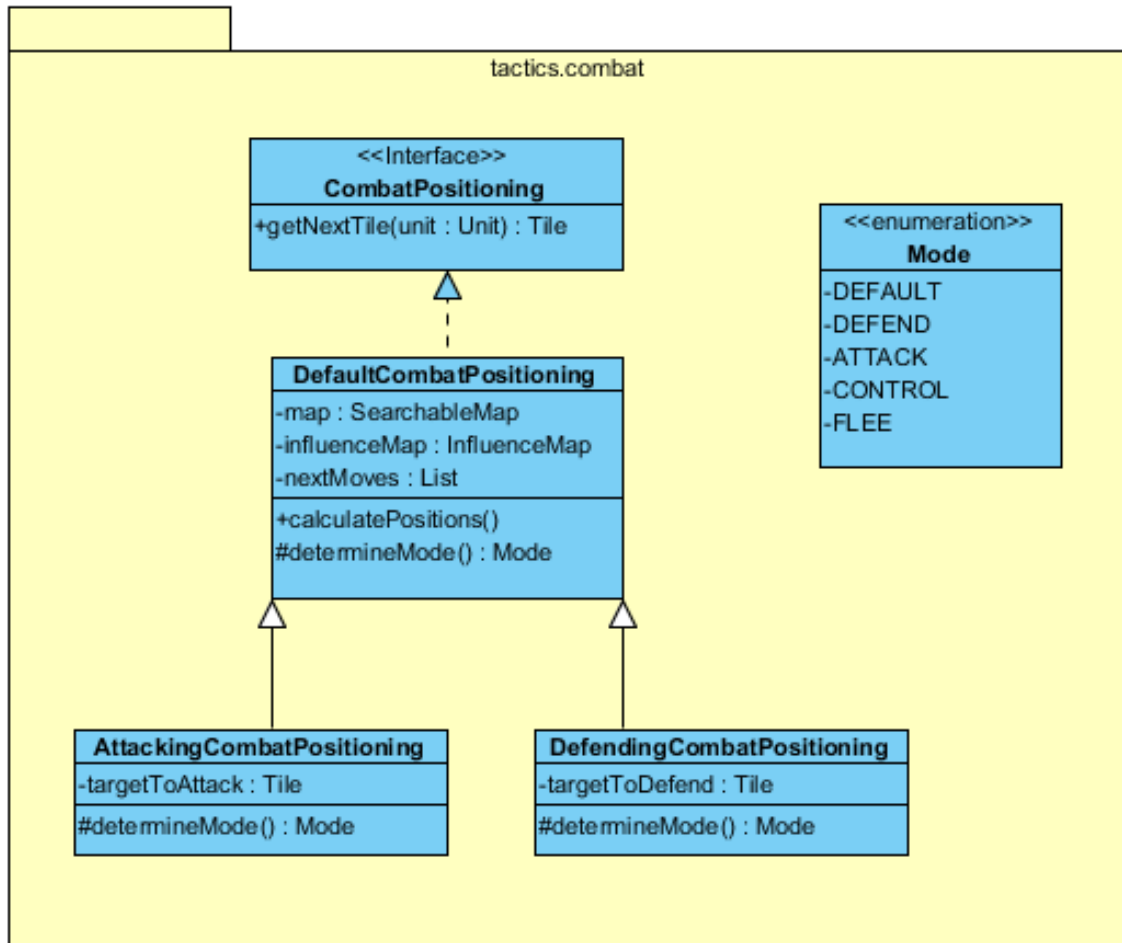 tactics.combat
<<Interface>>
CombatPositioning
+getNextTile(unit : Unit) : Tile
<<enumeration>>
Mode
-DEFAULT
-DEFEND
-ATTACK
-CONTROL
-FLEE
DefaultCombatPositioning
-map : SearchableMap
-influenceMap : InfluenceMap
-nextMoves : List
+calculatePositions()
#determineMode() : Mode
AttackingCombatPositioning
-targetToAttack : Tile
#determineMode() : Mode
DefendingCombatPositioning
-targetToDefend : Tile
#determineMode() : Mode